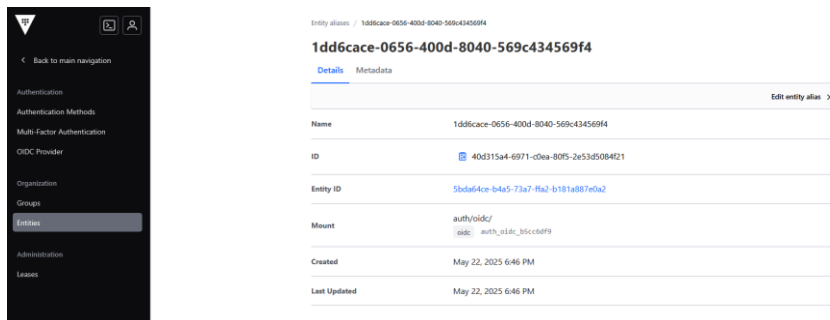 Back to main navigation
Authentication
Authentication Methods
Multi-Factor Authentication
OIDC Provider
Organization
Groups
Entities
Administration
Leases
Entity aliases / 1dd6cace-0656-400d-8040-569c434569f4
1dd6cace-0656-400d-8040-569c434569f4
Details Metadata
Edit entity alias
Name 1dd6cace-0656-400d-8040-569c434569f4
ID 40d315a4-6971-c0ea-80f5-2e53d5084f21
Entity ID 5bda64ce-b4a5-73a7-ffa2-b181a887e0a2
Mount auth/oidc/
oidc auth_oidc_b5cc6df9
Created May 22, 2025 6:46 PM
Last Updated May 22, 2025 6:46 PM